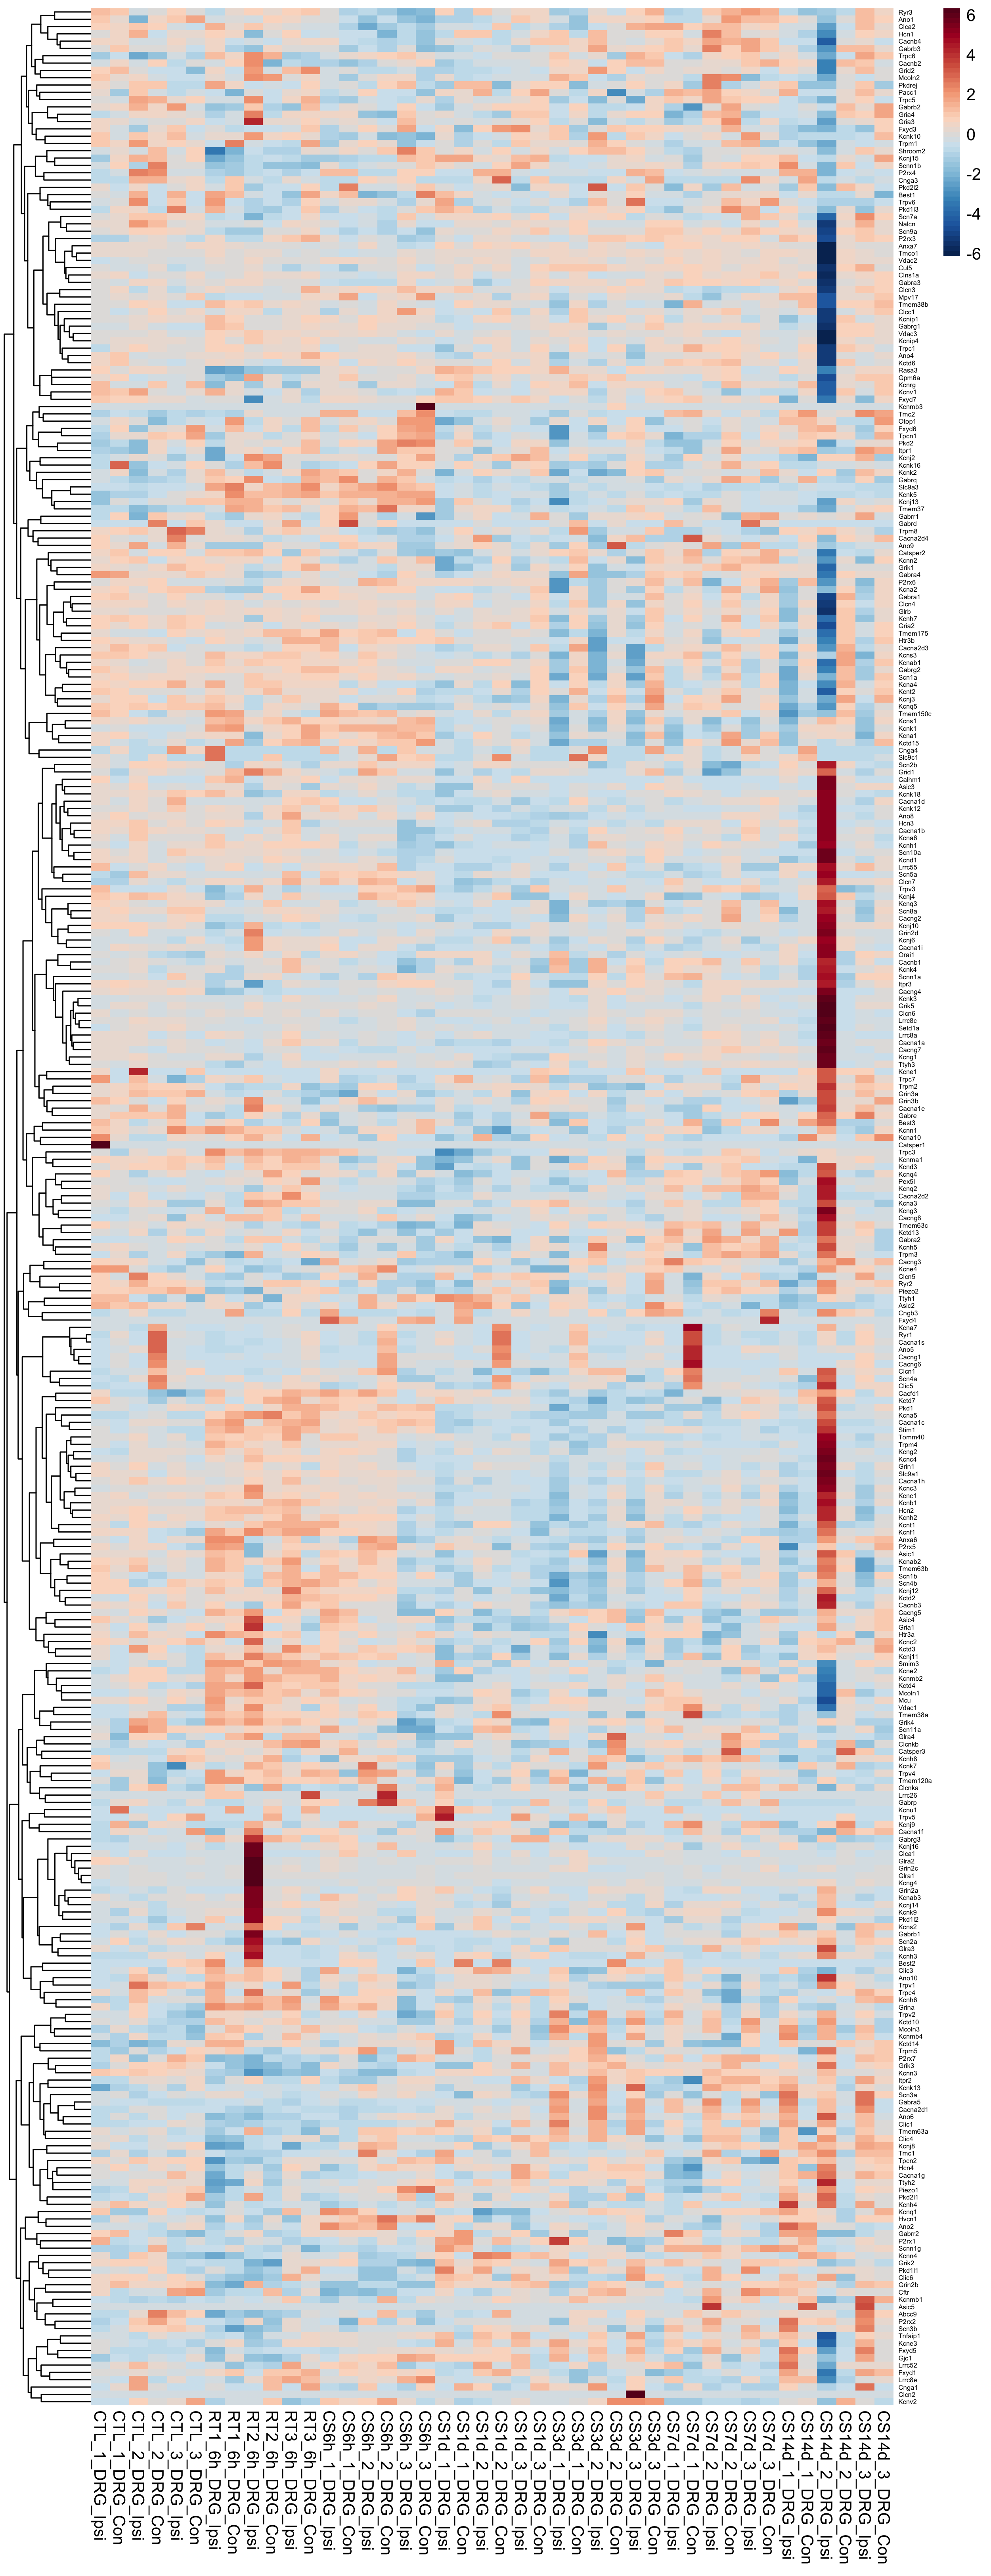 Ryr3
Ano1
Clca2
Hcn1
Cacnb4
Gabrb3
Trpc6
Cacnb2
Grid2
Mcoln2
Pkdrej
Pacc1
Trpc5
Gabrb2
Gria4
Gria3
Fxyd3
Kcnk10
Trpm1
Shroom2
Kcnj15
Scnn1b
P2rx4
Cnga3
Pkd2l2
Best1
Trpv6
Pkd1l3
Scn7a
Nalcn
Scn9a
P2rx3
Anxa7
Tmco1
Vdac2
Cul5
Clns1a
Gabra3
Clcn3
Mpv17
Tmem38b
Clcc1
Kcnip1
Gabrg1
Vdac3
Kcnip4
Trpc1
Ano4
Kctd6
Rasa3
Gpm6a
Kcnrg
Kcnv1
Fxyd7
Kcnmb3
Tmc2
Otop1
Fxyd6
Tpcn1
Pkd2
Itpr1
Kcnj2
Kcnk16
Kcnk2
Gabrq
Slc9a3
Kcnk5
Kcnj13
Tmem37
Gabrr1
Gabrd
Trpm8
Cacna2d4
Ano9
Catsper2
Kcnn2
Grik1
Gabra4
P2rx6
Kcna2
Gabra1
Clcn4
Glrb
Kcnh7
Gria2
Tmem175
Htr3b
Cacna2d3
Kcns3
Kcnab1
Gabrg2
Scn1a
Kcna4
Kcnt2
Kcnj3
Kcnq5
Tmem150c
Kcns1
Kcnk1
Kcna1
Kctd15
Cnga4
Slc9c1
Scn2b
Grid1
Calhm1
Asic3
Kcnk18
Cacna1d
Kcnk12
Ano8
Hcn3
Cacna1b
Kcna6
Kcnh1
Scn10a
Kcnd1
Lrrc55
Scn5a
Clcn7
Trpv3
Kcnj4
Kcnq3
Scn8a
Cacng2
Kcnj10
Grin2d
Kcnj6
Cacna1i
Orai1
Cacnb1
Kcnk4
Scnn1a
Itpr3
Cacng4
Kcnk3
Grik5
Clcn6
Lrrc8c
Setd1a
Lrrc8a
Cacna1a
Cacng7
Kcng1
Ttyh3
Kcne1
Trpc7
Trpm2
Grin3a
Grin3b
Cacna1e
Gabre
Best3
Kcnn1
Kcna10
Catsper1
Trpc3
Kcnma1
Kcnd3
Kcnq4
Pex5l
Kcnq2
Cacna2d2
Kcna3
Kcng3
Cacng8
Tmem63c
Kctd13
Gabra2
Kcnh5
Trpm3
Cacng3
Kcne4
Clcn5
Ryr2
Piezo2
Ttyh1
Asic2
Cngb3
Fxyd4
Kcna7
Ryr1
Cacna1s
Ano5
Cacng1
Cacng6
Clcn1
Scn4a
Clic5
Cacfd1
Kctd7
Pkd1
Kcna5
Cacna1c
Stim1
Tomm40
Trpm4
Kcng2
Kcnc4
Grin1
Slc9a1
Cacna1h
Kcnc3
Kcnc1
Kcnb1
Hcn2
Kcnh2
Kcnt1
Kcnf1
Anxa6
P2rx5
Asic1
Kcnab2
Tmem63b
Scn1b
Scn4b
Kcnj12
Kctd2
Cacnb3
Cacng5
Asic4
Gria1
Htr3a
Kcnc2
Kctd3
Kcnj11
Smim3
Kcne2
Kcnmb2
Kctd4
Mcoln1
Mcu
Vdac1
Tmem38a
Grik4
Scn11a
Glra4
Clcnkb
Catsper3
Kcnh8
Kcnk7
Trpv4
Tmem120a
Clcnka
Lrrc26
Gabrp
Kcnu1
Trpv5
Kcnj9
Cacna1f
Gabrg3
Kcnj16
Clca1
Glra2
Grin2c
Glra1
Kcng4
Grin2a
Kcnab3
Kcnj14
Kcnk9
Pkd1l2
Kcns2
Gabrb1
Scn2a
Glra3
Kcnh3
Best2
Clic3
Ano10
Trpv1
Trpc4
Kcnh6
Grina
Trpv2
Kctd10
Mcoln3
Kcnmb4
Kctd14
Trpm5
P2rx7
Grik3
Kcnn3
Itpr2
Kcnk13
Scn3a
Gabra5
Cacna2d1
Ano6
Clic1
Tmem63a
Clic4
Kcnj8
Tmc1
Tpcn2
Hcn4
Cacna1g
Ttyh2
Piezo1
Pkd2l1
Kcnh4
Kcnq1
Hvcn1
Ano2
Gabrr2
P2rx1
Scnn1g
Kcnn4
Grik2
Pkd1l1
Clic6
Grin2b
Cftr
Kcnmb1
Asic5
Abcc9
P2rx2
Scn3b
Tnfaip1
Kcne3
Fxyd5
Gjc1
Lrrc52
Fxyd1
Lrrc8e
Cnga1
Clcn2
Kcnv2
6
4
2
0
-2
-4
-6
CTL_1_DRG_Ipsi
CTL_1_DRG_Con
CTL_2_DRG_Ipsi
CTL_2_DRG_Con
CTL_3_DRG_Ipsi
CTL_3_DRG_Con
RT1_6h_DRG_Ipsi
RT1_6h_DRG_Con
RT2_6h_DRG_Ipsi
RT2_6h_DRG_Con
RT3_6h_DRG_Ipsi
RT3_6h_DRG_Con
CS6h_1_DRG_Ipsi
CS6h_1_DRG_Con
CS6h_2_DRG_Ipsi
CS6h_2_DRG_Con
CS6h_3_DRG_Ipsi
CS6h_3_DRG_Con
CS1d_1_DRG_Ipsi
CS1d_1_DRG_Con
CS1d_2_DRG_Ipsi
CS1d_2_DRG_Con
CS1d_3_DRG_Ipsi
CS1d_3_DRG_Con
CS3d_1_DRG_Ipsi
CS3d_1_DRG_Con
CS3d_2_DRG_Ipsi
CS3d_2_DRG_Con
CS3d_3_DRG_Ipsi
CS3d_3_DRG_Con
CS7d_1_DRG_Ipsi
CS7d_1_DRG_Con
CS7d_2_DRG_Ipsi
CS7d_2_DRG_Con
CS7d_3_DRG_Ipsi
CS7d_3_DRG_Con
CS14d_1_DRG_Ipsi
CS14d_1_DRG_Con
CS14d_2_DRG_Ipsi
CS14d_2_DRG_Con
CS14d_3_DRG_Ipsi
CS14d_3_DRG_Con